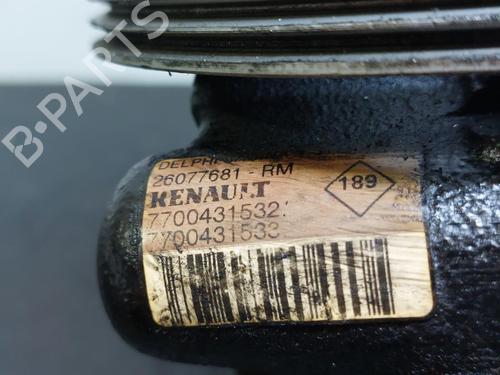 B-PARTS
DELPHI
26077681 - RM
RENAULT
189
7700431532
7700431533